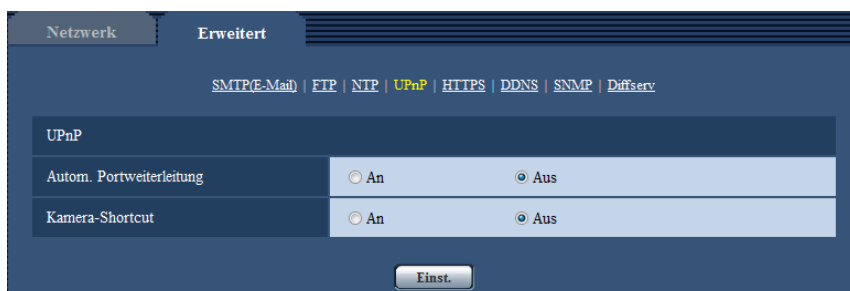 Netzwerk Erweitert
SMTP(E-Mail) | FTP | NTP | UPnP | HTTPS | DDNS | SNMP | Diffserv
UPnP
Autom. Portweiterleitung An Aus
Kamera-Shortcut An Aus
Einst.